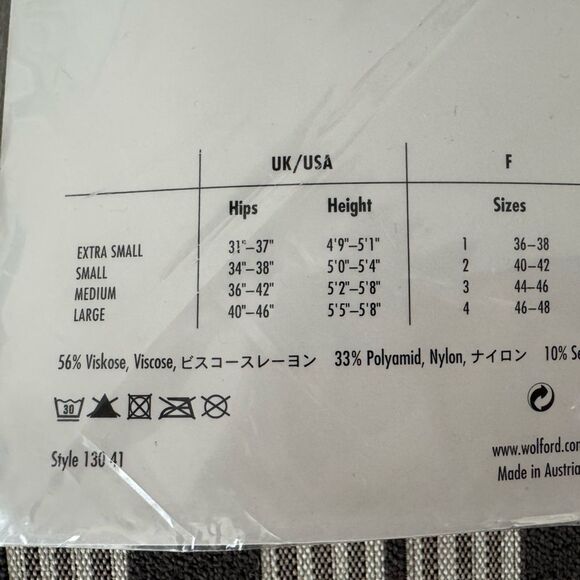 UK/USA F
Hips Height Sizes
EXTRA SMALL 31"–37" 4'9"–5'1" 1 36–38
SMALL 34"–38" 5'0"–5'4" 2 40–42
MEDIUM 36"–42" 5'2"–5'8" 3 44–46
LARGE 40"–46" 5'5"–5'8" 4 46–48
56% Viskose, Viscose, ビスコースレーヨン 33% Polyamid, Nylon, ナイロン 10%
30
Style 130 41
www.wolford.com
Made in Austria